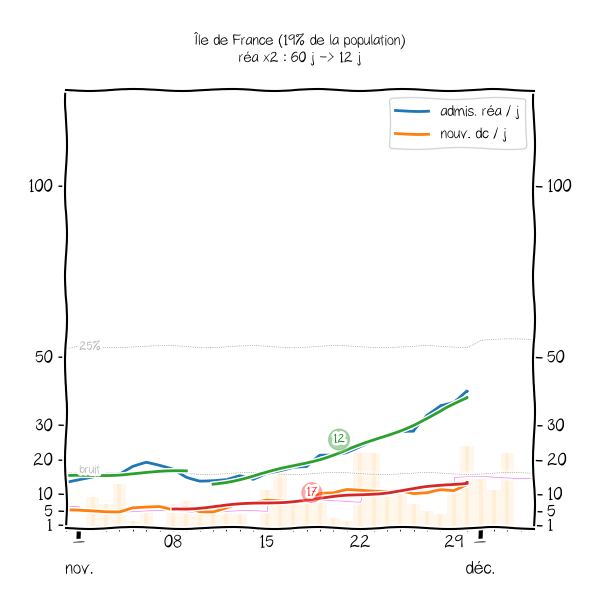 Île de France (19% de la population)
réa x2 : 60 j -> 12 j
admis. réa / j
nouv. dc / j
100 100
25%
50 50
12
30 30
20 20
bruit
17
10 10
5 5
1 1
1 08 15 22 29 1
nov. déc.